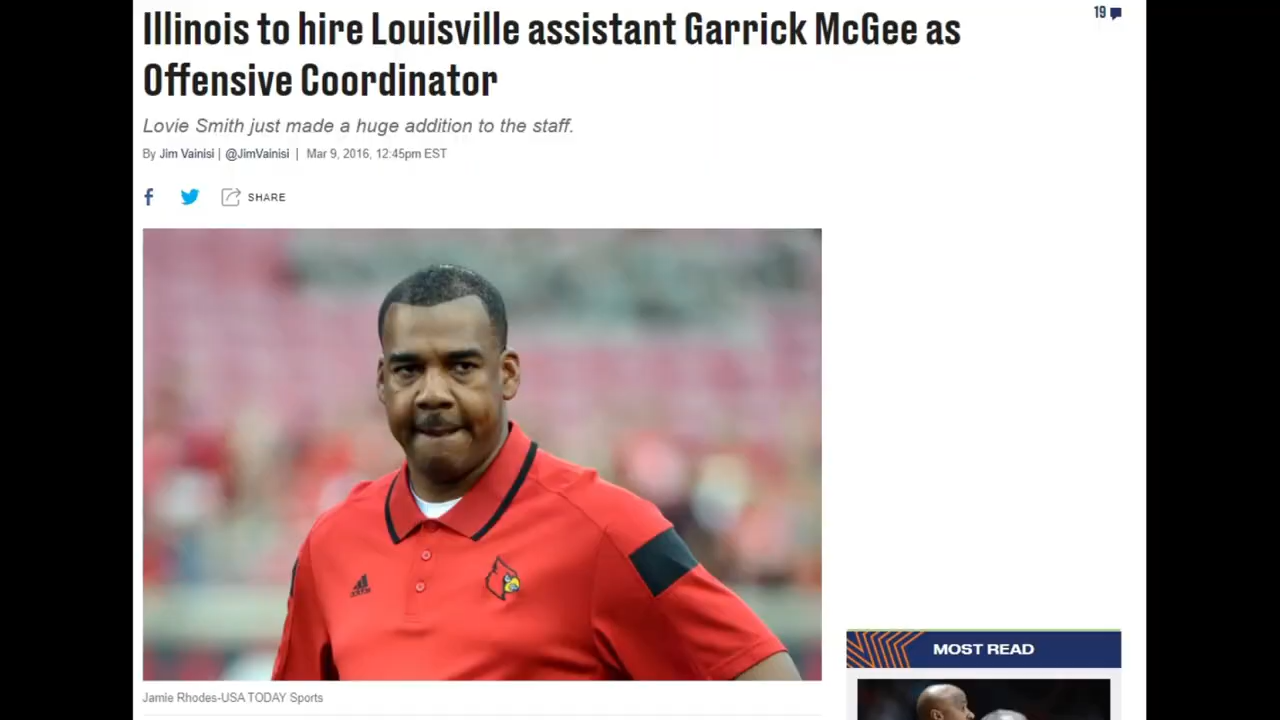 Illinois to hire Louisville assistant Garrick McGee as
Offensive Coordinator
19
Lovie Smith just made a huge addition to the staff.
By Jim Vainisi | @JimVainisi | Mar 9, 2016, 12:45pm EST
SHARE
Jamie Rhodes-USA TODAY Sports
MOST READ